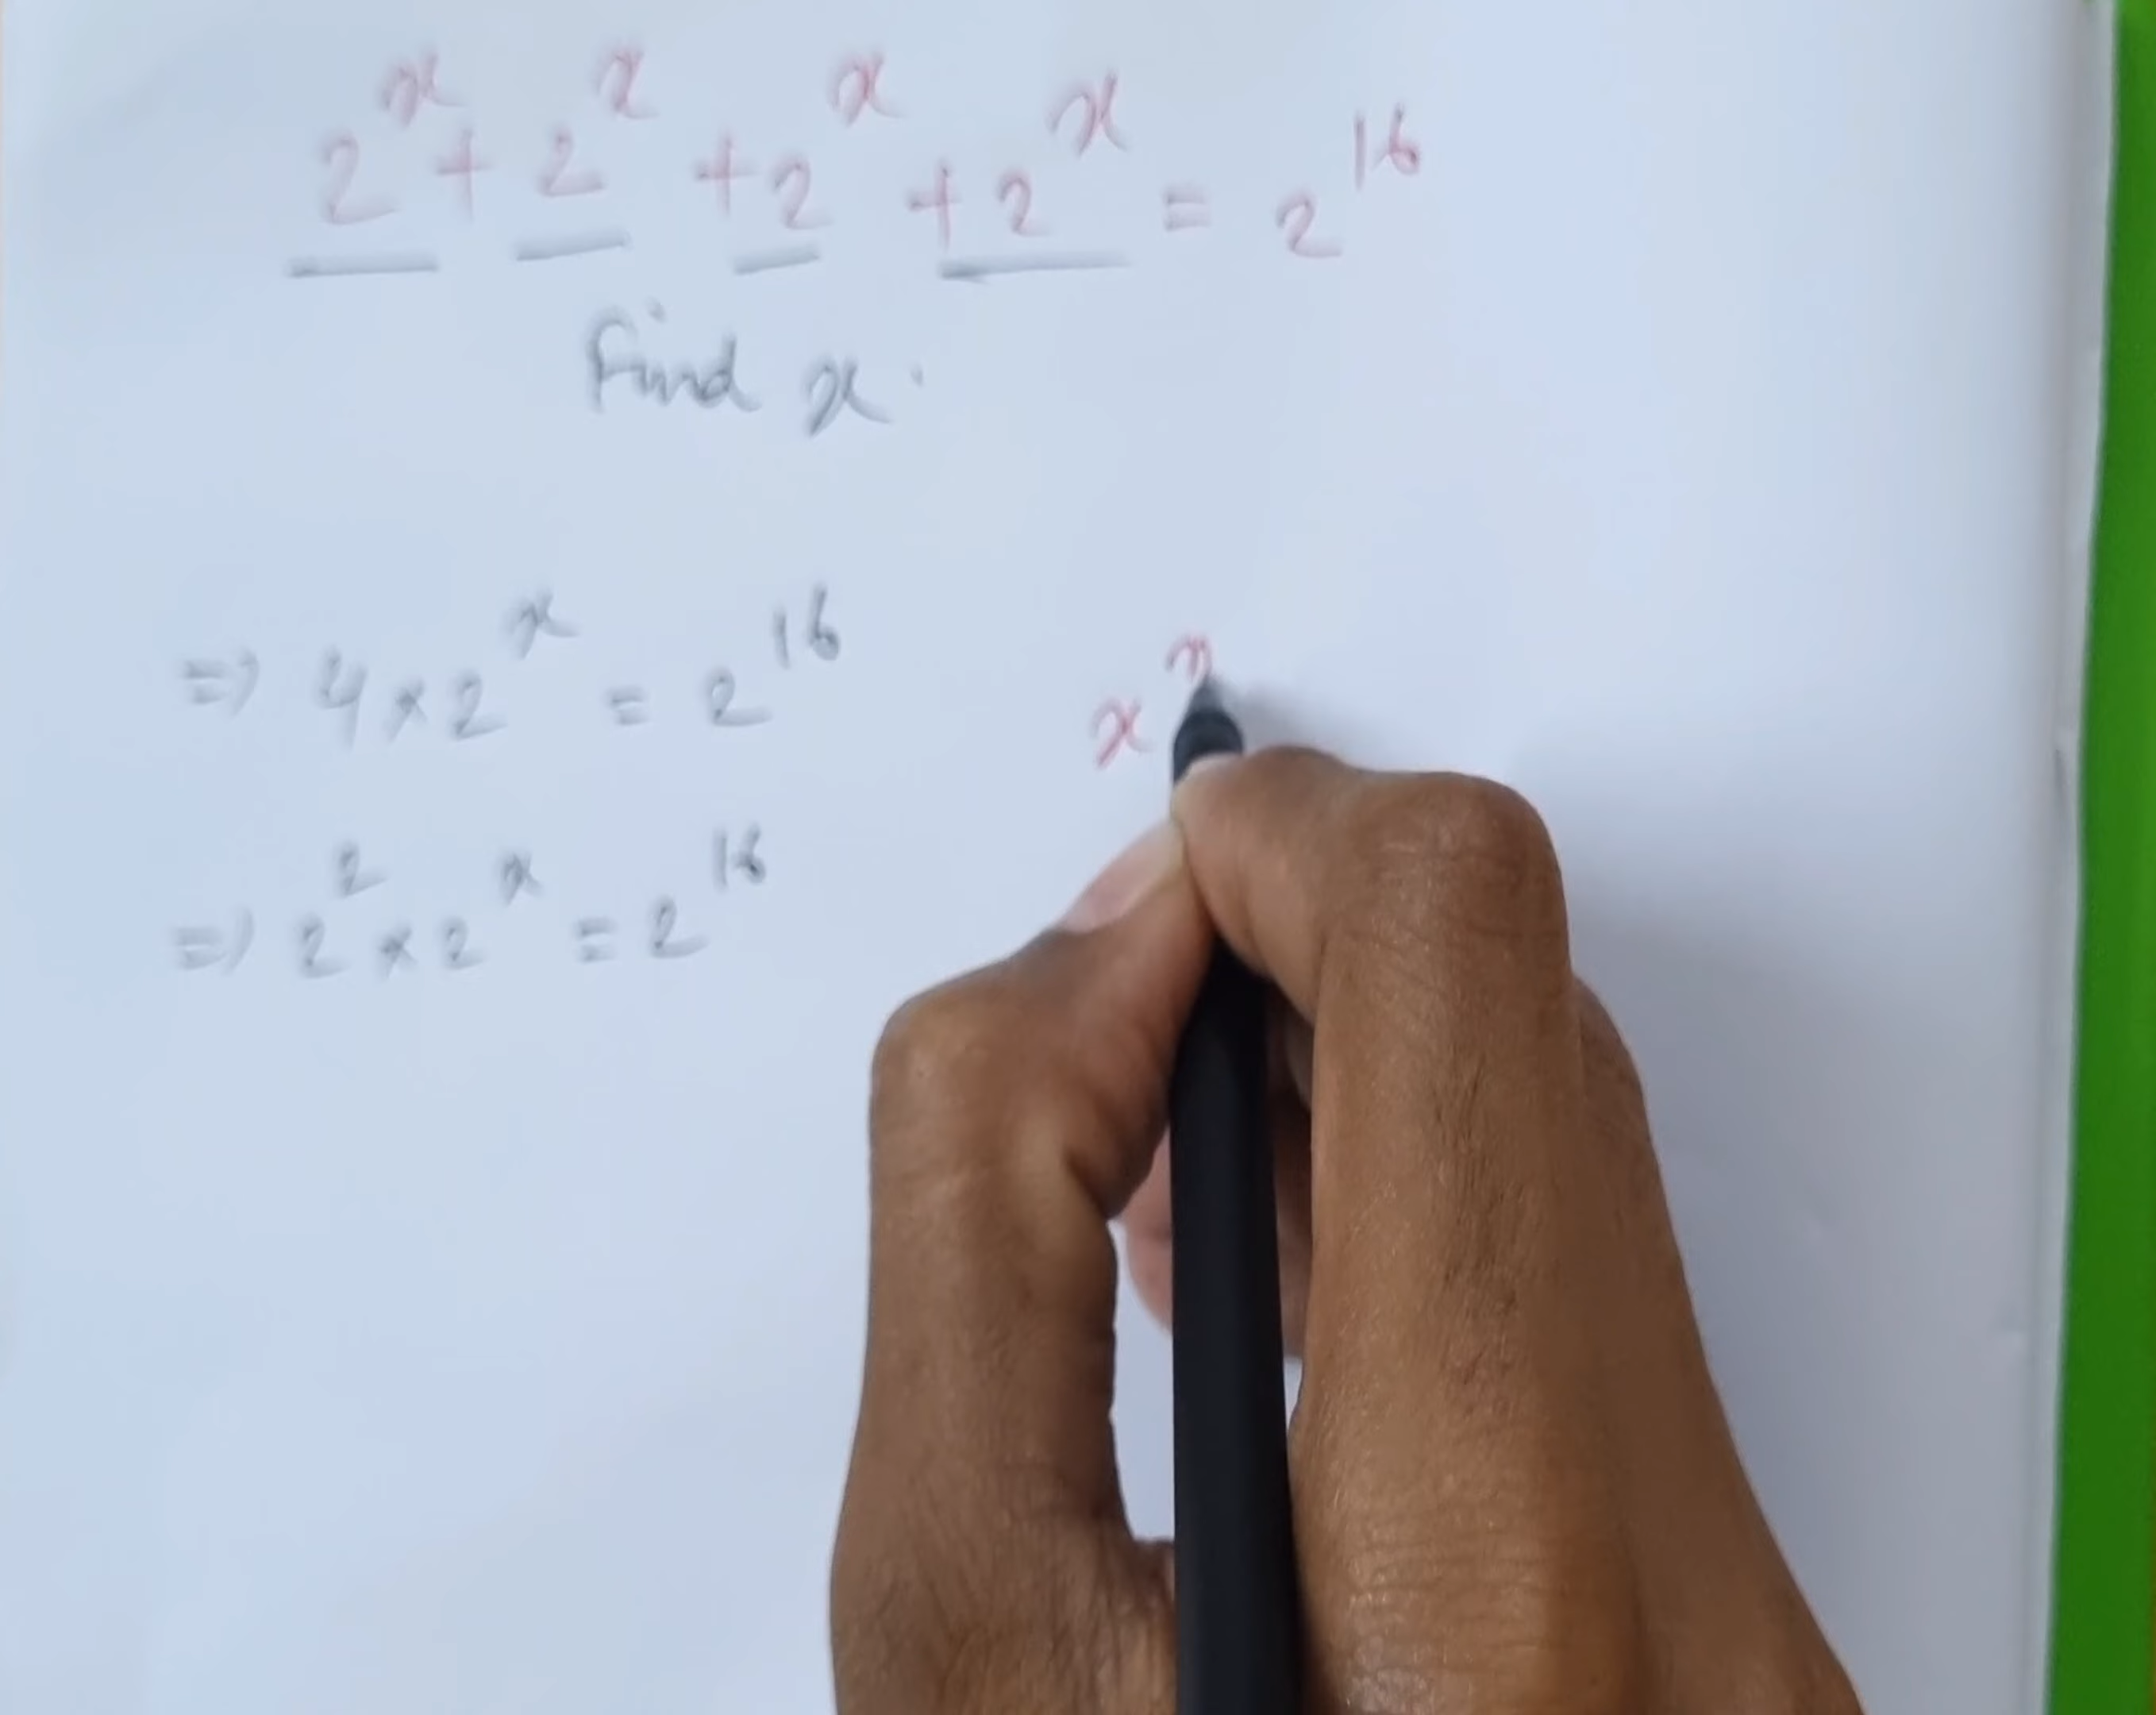 2^x + 2^x + 2^x + 2^x = 2^16
Find x.
=> 4 × 2^x = 2^16
x^m
=> 2^2 × 2^x = 2^16